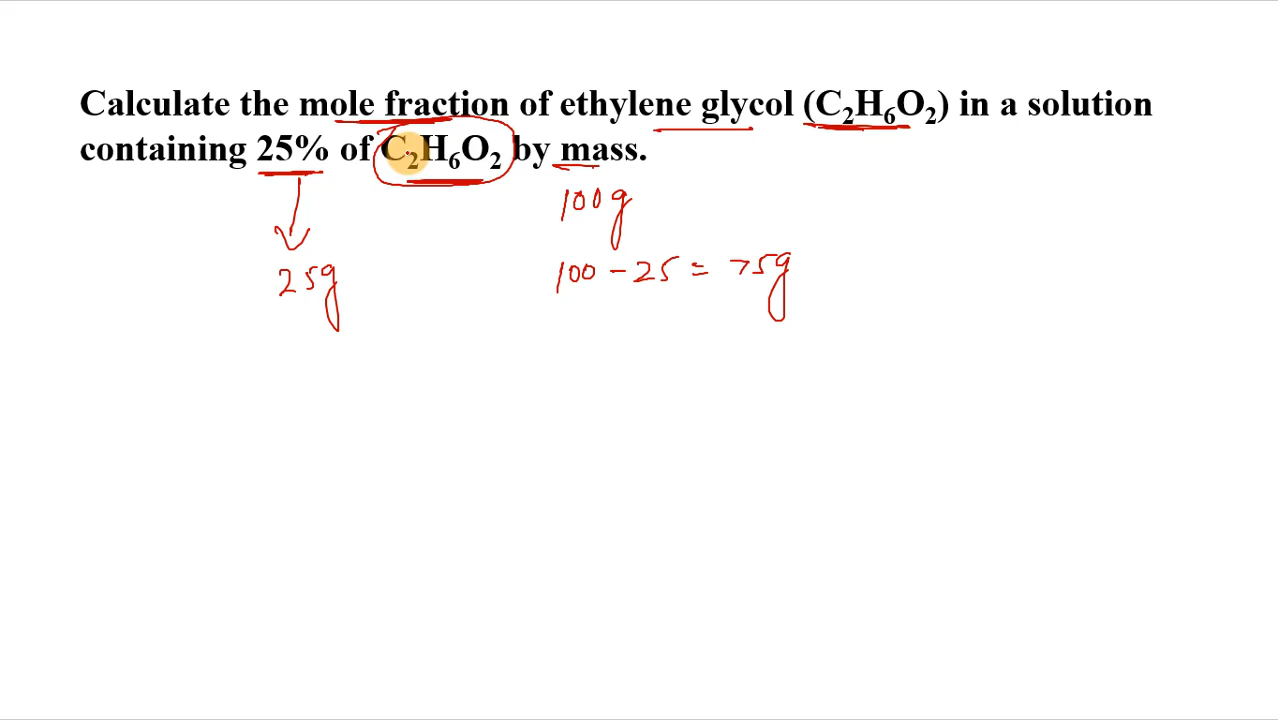 Calculate the mole fraction of ethylene glycol (C₂H₆O₂) in a solution
containing 25% of C₂H₆O₂ by mass.
100g
25g
100 - 25 = 75g